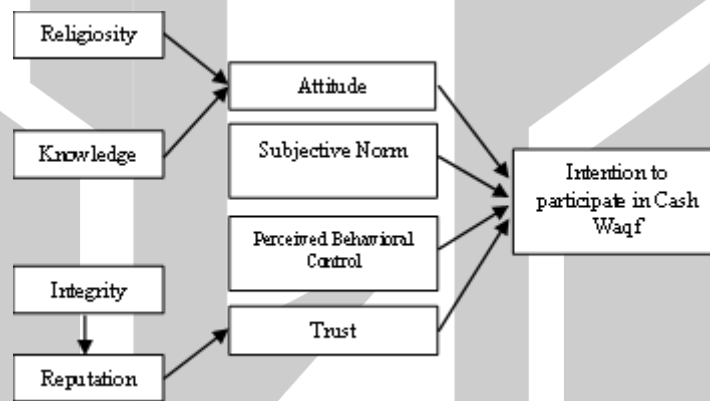 Religiosity
Attitude
Knowledge
Subjective Norm
Intention to
participate in Cash
Waqf
Perceived Behavioral
Control
Integrity
Trust
Reputation